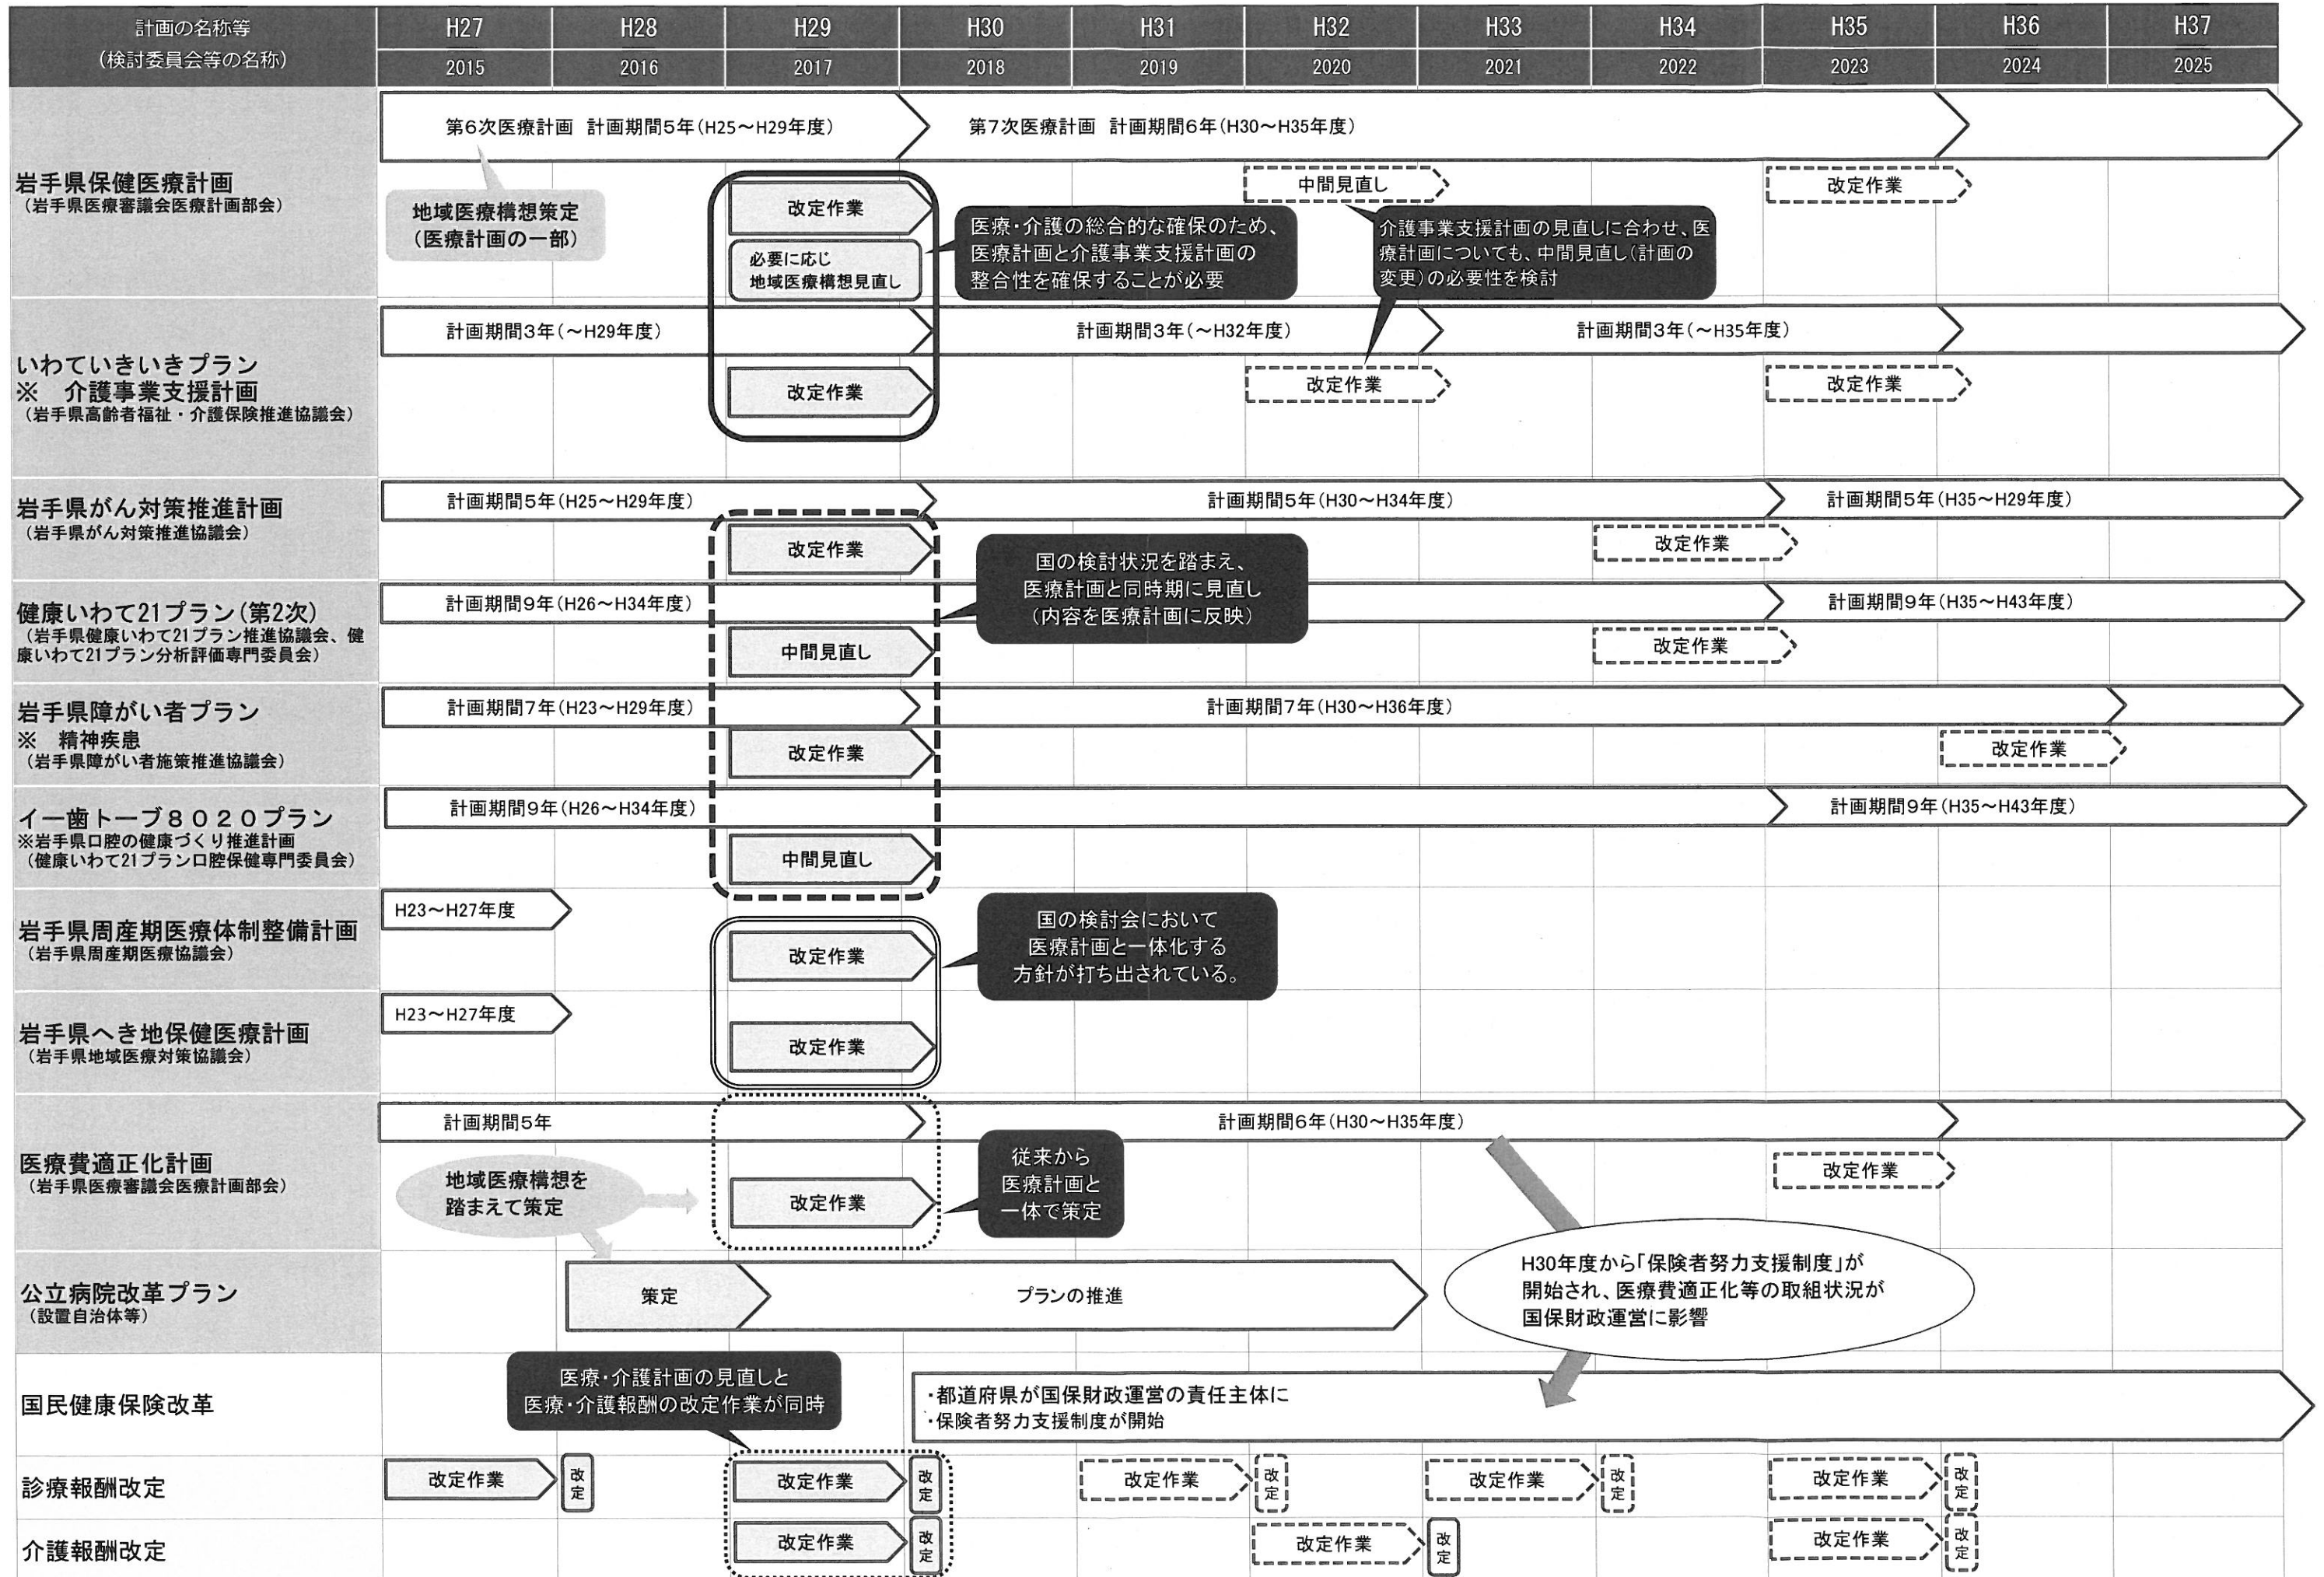 計画の名称等
(検討委員会等の名称)
H27 H28 H29 H30 H31 H32 H33 H34 H35 H36 H37
2015 2016 2017 2018 2019 2020 2021 2022 2023 2024 2025
岩手県保健医療計画
(岩手県医療審議会医療計画部会)
第6次医療計画 計画期間5年(H25～H29年度)
第7次医療計画 計画期間6年(H30～H35年度)
地域医療構想策定
(医療計画の一部)
改定作業
必要に応じ
地域医療構想見直し
医療・介護の総合的な確保のため、
医療計画と介護事業支援計画の
整合性を確保することが必要
中間見直し
介護事業支援計画の見直しに合わせ、医
療計画についても、中間見直し(計画の
変更)の必要性を検討
改定作業
いわていきいきプラン
※ 介護事業支援計画
(岩手県高齢者福祉・介護保険推進協議会)
計画期間3年(～H29年度)
計画期間3年(～H32年度)
計画期間3年(～H35年度)
改定作業
改定作業
改定作業
岩手県がん対策推進計画
(岩手県がん対策推進協議会)
計画期間5年(H25～H29年度)
計画期間5年(H30～H34年度)
計画期間5年(H35～H29年度)
改定作業
改定作業
国の検討状況を踏まえ、
医療計画と同時期に見直し
(内容を医療計画に反映)
健康いわて21プラン(第2次)
(岩手県健康いわて21プラン推進協議会、健
康いわて21プラン分析評価専門委員会)
計画期間9年(H26～H34年度)
計画期間9年(H35～H43年度)
中間見直し
改定作業
岩手県障がい者プラン
※ 精神疾患
(岩手県障がい者施策推進協議会)
計画期間7年(H23～H29年度)
計画期間7年(H30～H36年度)
改定作業
改定作業
イー歯トーブ8020プラン
※岩手県口腔の健康づくり推進計画
(健康いわて21プラン口腔保健専門委員会)
計画期間9年(H26～H34年度)
計画期間9年(H35～H43年度)
中間見直し
岩手県周産期医療体制整備計画
(岩手県周産期医療協議会)
H23～H27年度
改定作業
国の検討会において
医療計画と一体化する
方針が打ち出されている。
岩手県へき地保健医療計画
(岩手県地域医療対策協議会)
H23～H27年度
改定作業
医療費適正化計画
(岩手県医療審議会医療計画部会)
計画期間5年
計画期間6年(H30～H35年度)
地域医療構想を
踏まえて策定
改定作業
従来から
医療計画と
一体で策定
改定作業
公立病院改革プラン
(設置自治体等)
策定
プランの推進
H30年度から「保険者努力支援制度」が
開始され、医療費適正化等の取組状況が
国保財政運営に影響
国民健康保険改革
医療・介護計画の見直しと
医療・介護報酬の改定作業が同時
・都道府県が国保財政運営の責任主体に
・保険者努力支援制度が開始
診療報酬改定
改定作業 改定 改定作業 改定 改定作業 改定 改定作業 改定 改定作業 改定
介護報酬改定
改定作業 改定 改定作業 改定 改定作業 改定